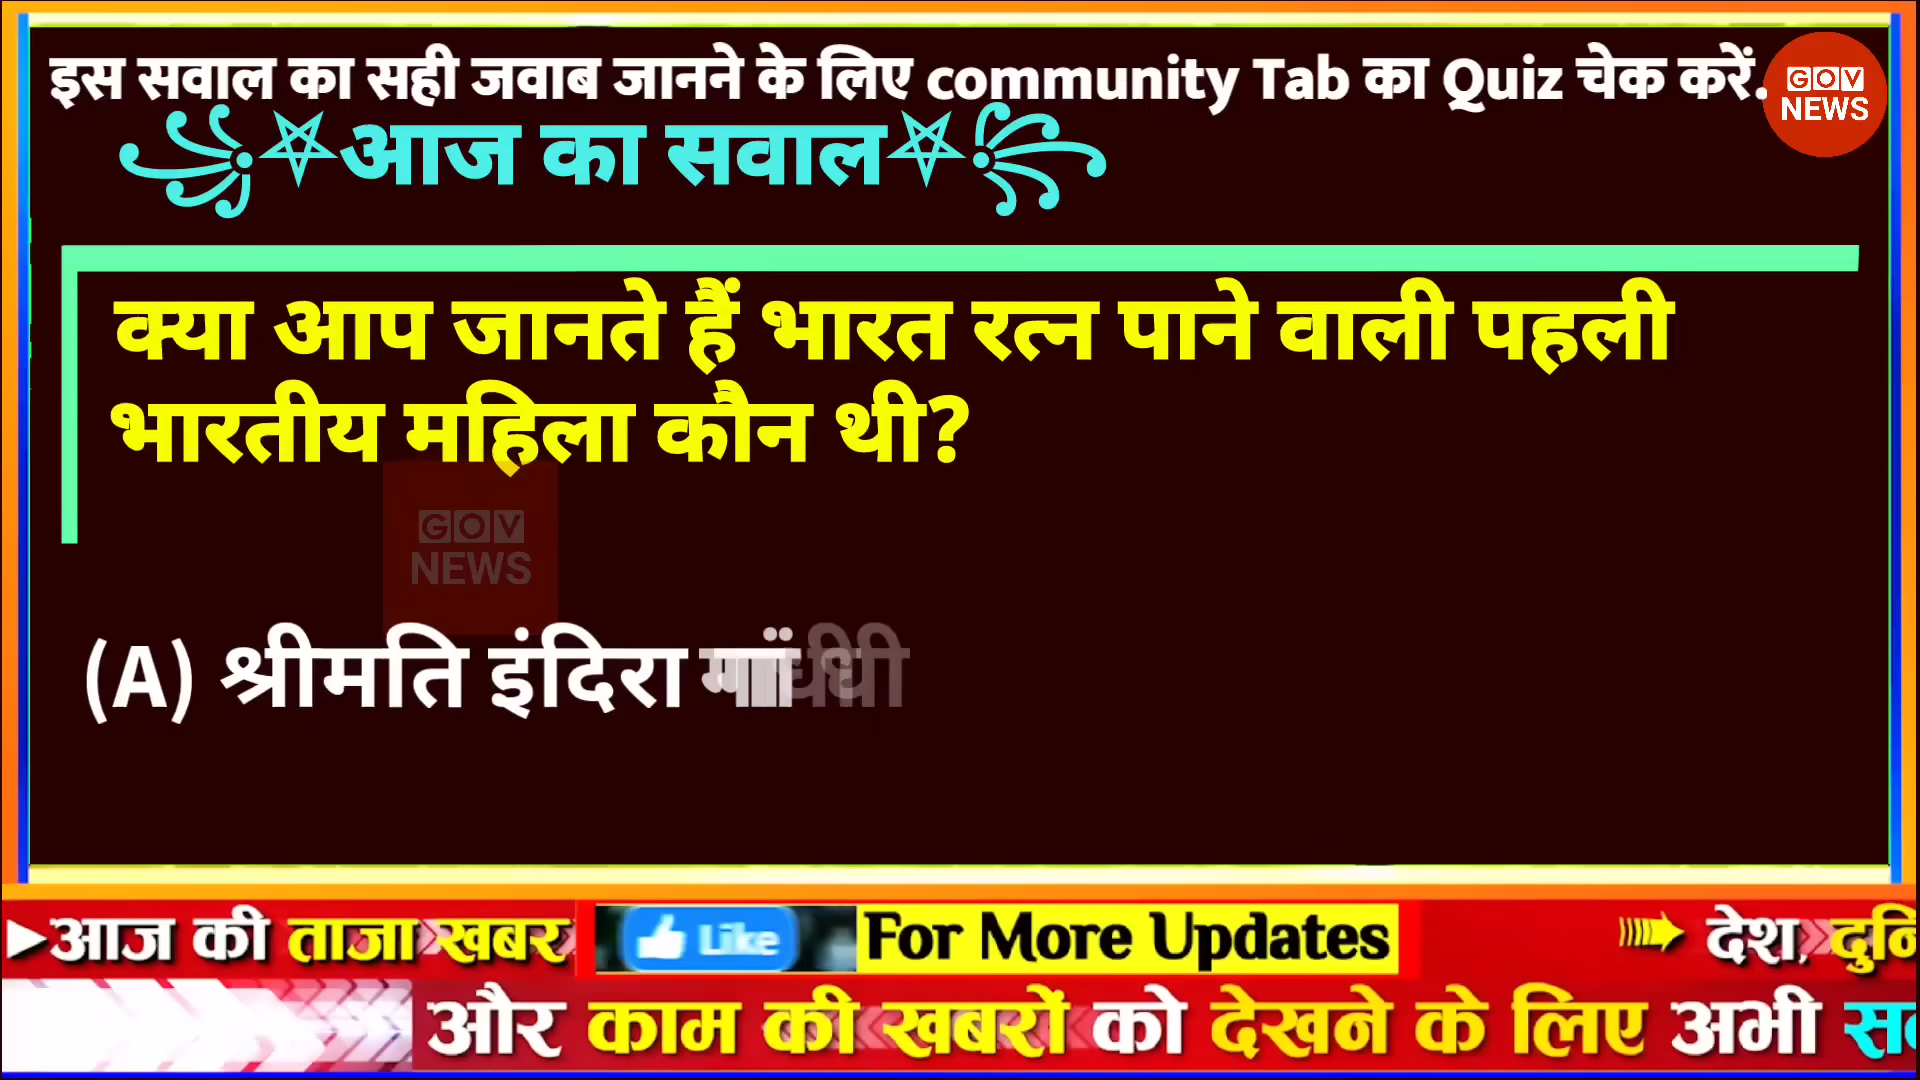 इस सवाल का सही जवाब जानने के लिए community Tab का Quiz चेक करें.
GOV
NEWS
आज का सवाल
क्या आप जानते हैं भारत रत्न पाने वाली पहली
भारतीय महिला कौन थी?
GOV
NEWS
(A) श्रीमति इंदिरा
आज की ताजा खबर
Like
For More Updates
देश,
और काम की खबरों को देखने के लिए अभी